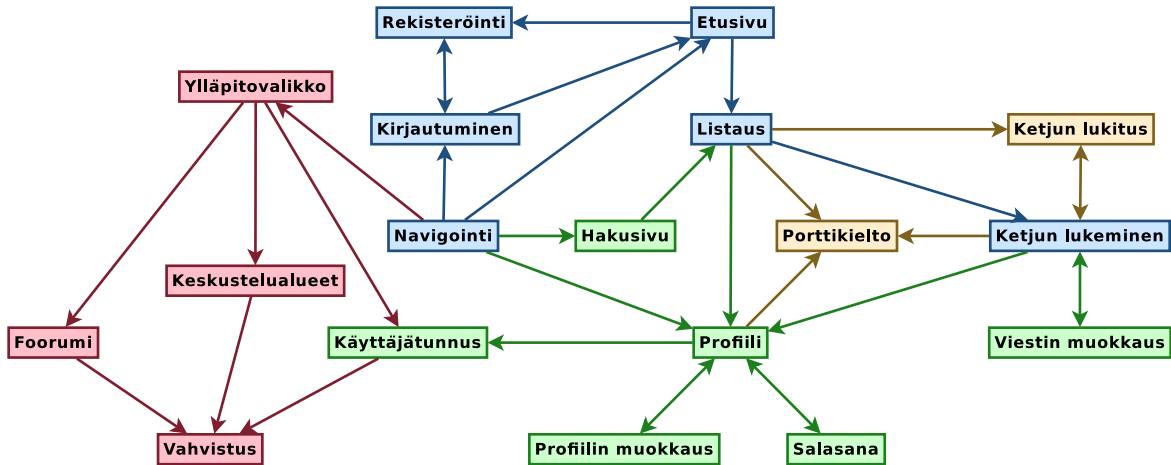 Rekisteröinti
Etusivu
Ylläpitovalikko
Kirjautuminen
Listaus
Ketjun lukitus
Navigointi
Hakusivu
Porttikielto
Ketjun lukeminen
Keskustelualueet
Foorumi
Käyttäjätunnus
Profiili
Viestin muokkaus
Vahvistus
Profiilin muokkaus
Salasana